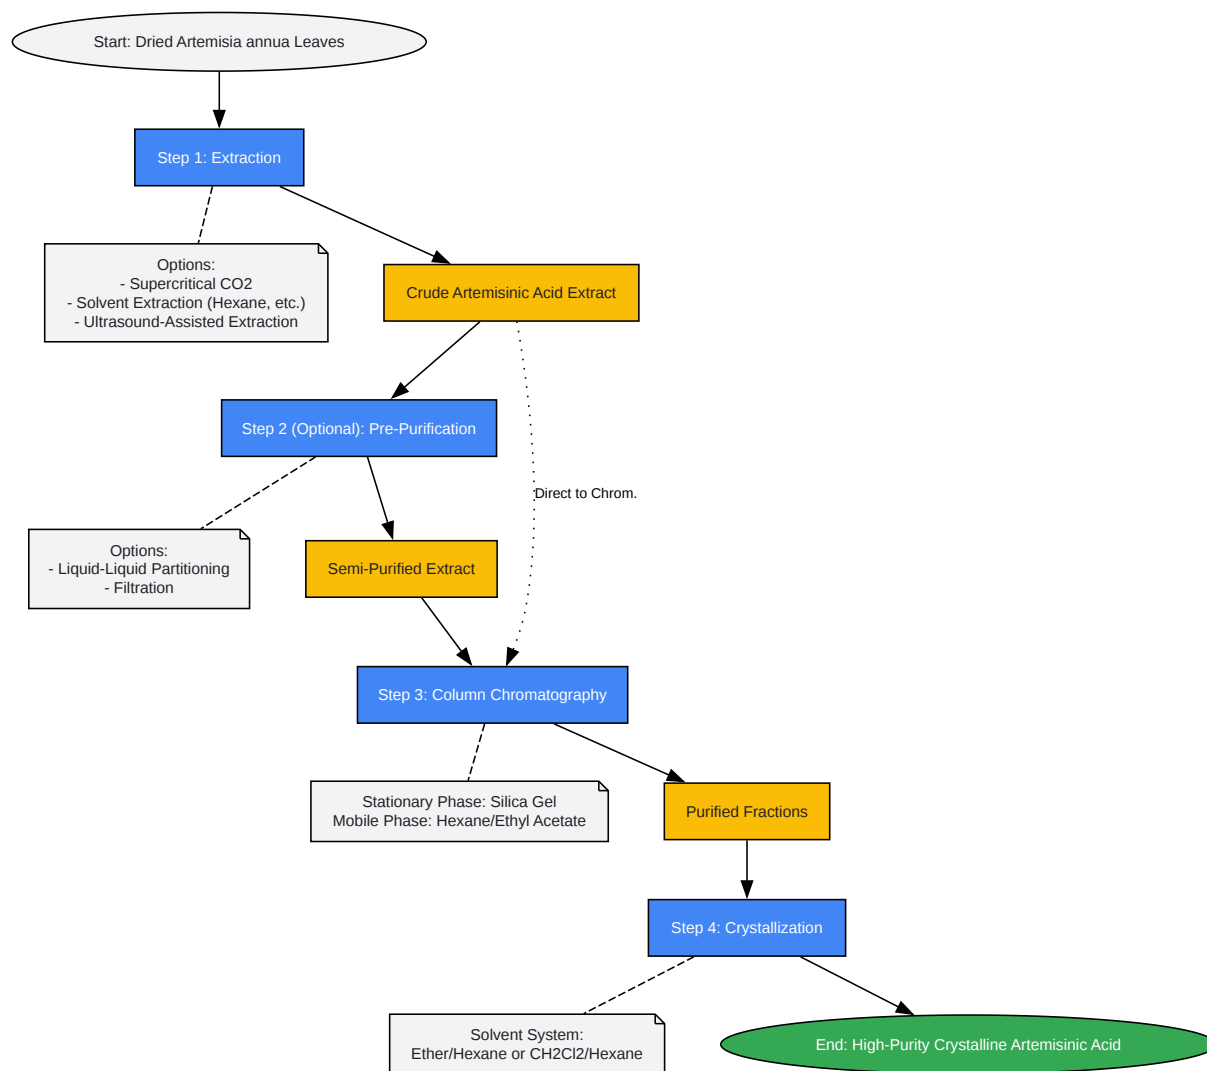 Start: Dried Artemisia annua Leaves
Step 1: Extraction
Options:
- Supercritical CO2
- Solvent Extraction (Hexane, etc.)
- Ultrasound-Assisted Extraction
Crude Artemisinic Acid Extract
Step 2 (Optional): Pre-Purification
Direct to Chrom.
Options:
- Liquid-Liquid Partitioning
- Filtration
Semi-Purified Extract
Step 3: Column Chromatography
Stationary Phase: Silica Gel
Mobile Phase: Hexane/Ethyl Acetate
Purified Fractions
Step 4: Crystallization
Solvent System:
Ether/Hexane or CH2Cl2/Hexane
End: High-Purity Crystalline Artemisinic Acid